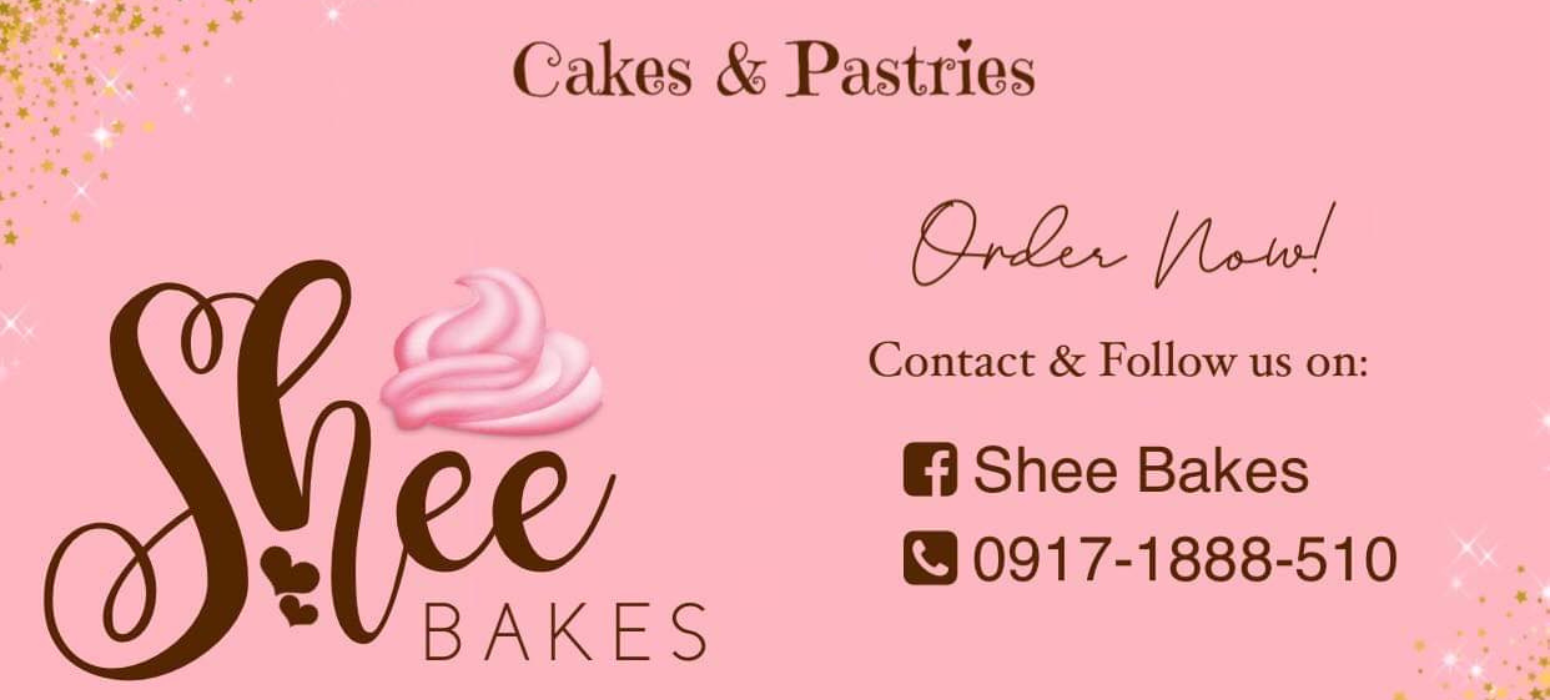 Cakes & Pastries
Order Now!
Contact & Follow us on:
Shee Bakes
0917-1888-510
Shee
BAKES